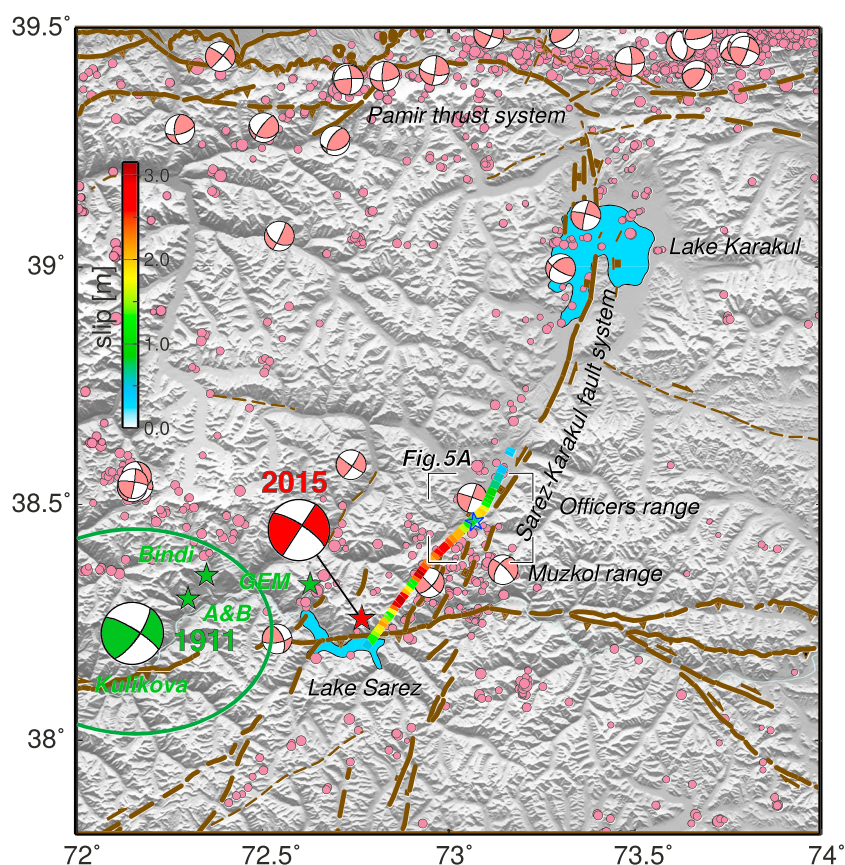 39.5°
Pamir thrust system
3.0
Lake Karakul
39°
2.0
slip [m]
1.0
0.0
Sarez-Karakul fault system
Fig.5A
2015
38.5°
Officers range
Bindi
GEM
Muzkol range
A&B
1911
Kulikova
Lake Sarez
38°
72
72.5
73
73.5
74°